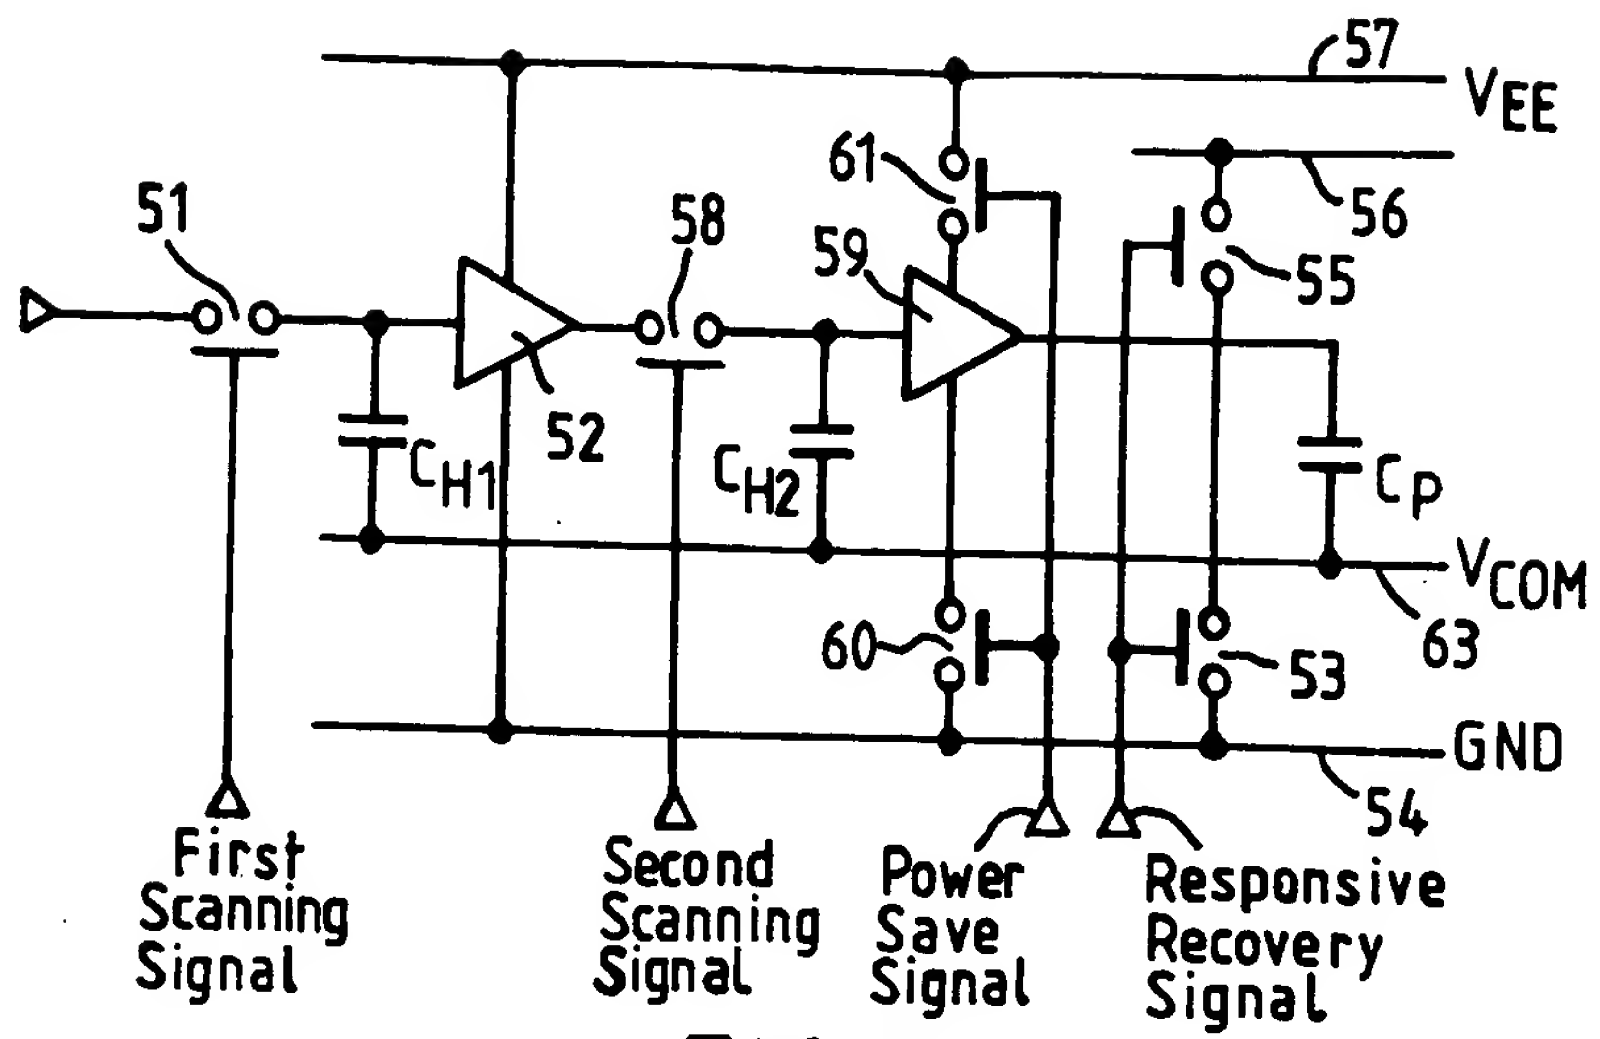 57
VEE
61
56
51
58
59
55
52
CH1
CH2
CP
VCOM
60
63
53
GND
54
First
Scanning
Signal
Second
Scanning
Signal
Power
Save
Signal
Responsive
Recovery
Signal